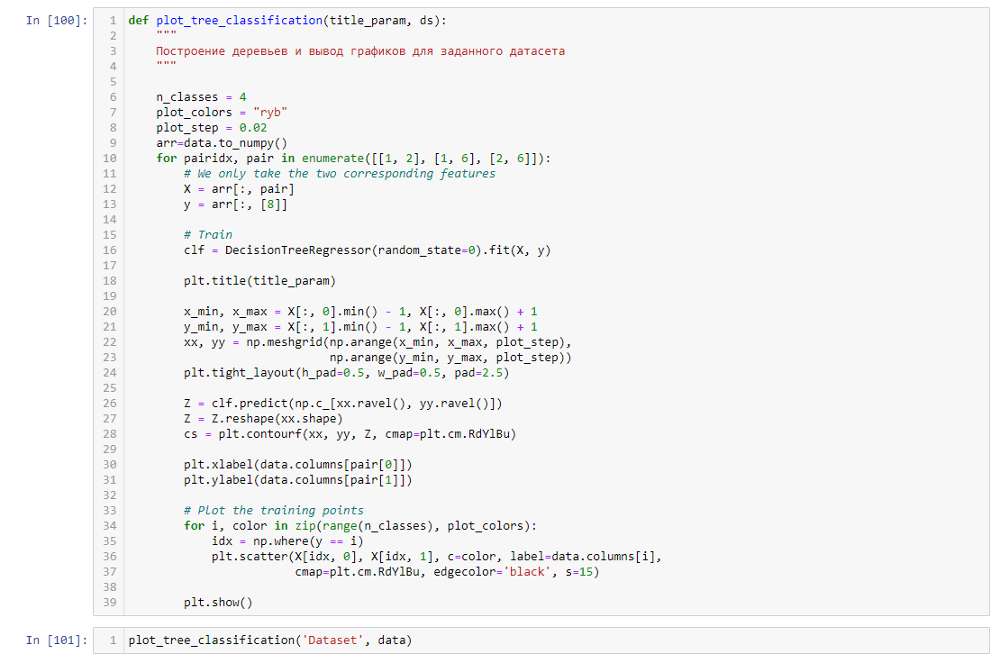 In [100]:
1 def plot_tree_classification(title_param, ds):
2     """
3     Построение деревьев и вывод графиков для заданного датасета
4     """
5
6     n_classes = 4
7     plot_colors = "ryb"
8     plot_step = 0.02
9     arr=data.to_numpy()
10     for pairidx, pair in enumerate([[1, 2], [1, 6], [2, 6]]):
11         # We only take the two corresponding features
12         X = arr[:, pair]
13         y = arr[:, [8]]
14
15         # Train
16         clf = DecisionTreeRegressor(random_state=0).fit(X, y)
17
18         plt.title(title_param)
19
20         x_min, x_max = X[:, 0].min() - 1, X[:, 0].max() + 1
21         y_min, y_max = X[:, 1].min() - 1, X[:, 1].max() + 1
22         xx, yy = np.meshgrid(np.arange(x_min, x_max, plot_step),
23                              np.arange(y_min, y_max, plot_step))
24         plt.tight_layout(h_pad=0.5, w_pad=0.5, pad=2.5)
25
26         Z = clf.predict(np.c_[xx.ravel(), yy.ravel()])
27         Z = Z.reshape(xx.shape)
28         cs = plt.contourf(xx, yy, Z, cmap=plt.cm.RdYlBu)
29
30         plt.xlabel(data.columns[pair[0]])
31         plt.ylabel(data.columns[pair[1]])
32
33         # Plot the training points
34         for i, color in zip(range(n_classes), plot_colors):
35             idx = np.where(y == i)
36             plt.scatter(X[idx, 0], X[idx, 1], c=color, label=data.columns[i],
37                         cmap=plt.cm.RdYlBu, edgecolor='black', s=15)
38
39         plt.show()
In [101]:
1 plot_tree_classification('Dataset', data)